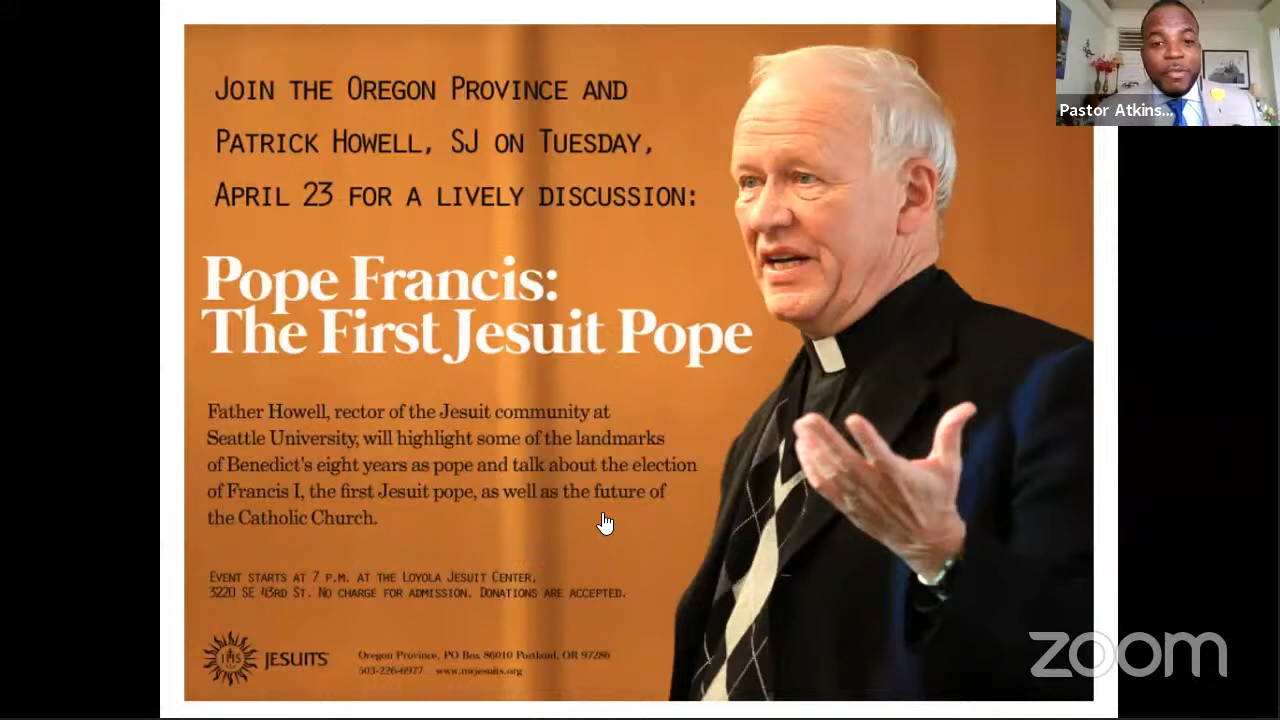 JOIN THE OREGON PROVINCE AND
PATRICK HOWELL, SJ ON TUESDAY,
APRIL 23 FOR A LIVELY DISCUSSION:
Pope Francis:
The First Jesuit Pope
Father Howell, rector of the Jesuit community at
Seattle University, will highlight some of the landmarks
of Benedict's eight years as pope and talk about the election
of Francis I, the first Jesuit pope, as well as the future of
the Catholic Church.
EVENT STARTS AT 7 P.M. AT THE LOYOLA JESUIT CENTER,
3220 SE 43RD ST. NO CHARGE FOR ADMISSION. DONATIONS ARE ACCEPTED.
IHS
JESUITS
Oregon Province, PO Box 86010 Portland, OR 97286
503-226-6977 www.nwjesuits.org
Pastor Atkins...
zoom